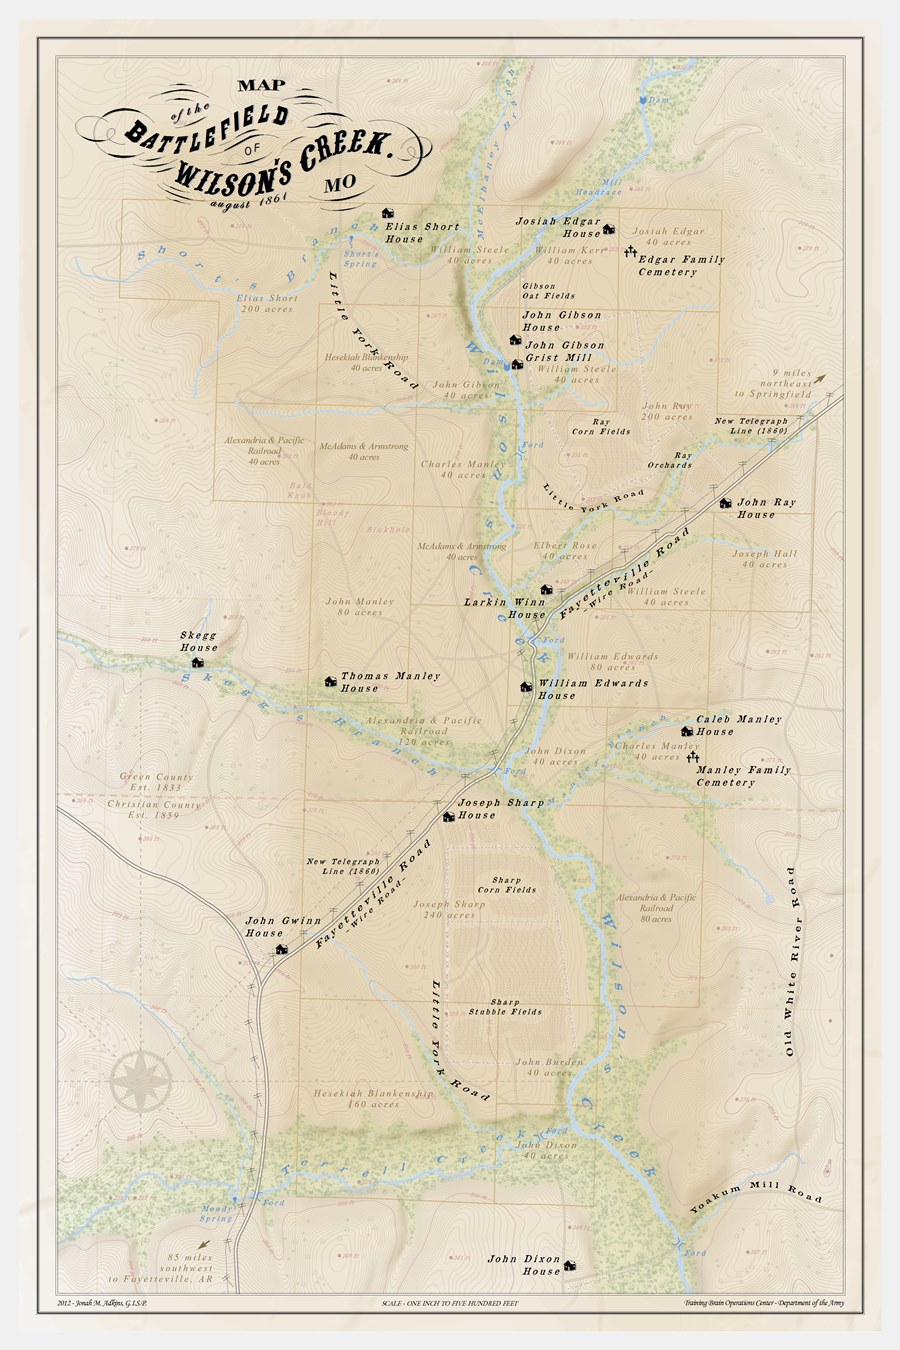 MAP
of the
BATTLEFIELD
OF
WILSON'S CREEK.
MO
august 1861
McElhaney Branch
Dam
Mill
Headrace
Elias Short
House
Josiah Edgar
House
Josiah Edgar
40 acres
Edgar Family
Cemetery
William Steele
40 acres
William Kerr
40 acres
Short's Branch
Short's
Spring
Elias Short
200 acres
Little York Road
Gibson
Oat Fields
John Gibson
House
John Gibson
Grist Mill
Dam
William Steele
40 acres
Hesekiah Blankenship
40 acres
John Gibson
40 acres
9 miles
northeast
to Springfield
John Ray
200 acres
New Telegraph
Line (1860)
Ray
Corn Fields
Wilson's Creek
Ford
Alexandria & Pacific
Railroad
40 acres
McAdams & Armstrong
40 acres
Charles Manley
40 acres
Ray
Orchards
Little York Road
Bald
Knob
Bloody
Hill
Sinkhole
John Ray
House
McAdams & Armstrong
40 acres
Elbert Rose
40 acres
Fayetteville Road
-Wire Road-
Joseph Hall
40 acres
William Steele
40 acres
John Manley
80 acres
Larkin Winn
House
Ford
Skegg
House
William Edwards
80 acres
Thomas Manley
House
William Edwards
House
Skegg's Branch
Alexandria & Pacific
Railroad
120 acres
Caleb Manley
House
Charles Manley
40 acres
John Dixon
40 acres
Ford
Manley Family
Cemetery
Green County
Est. 1833
Christian County
Est. 1859
Joseph Sharp
House
New Telegraph
Line (1860)
Fayetteville Road
-Wire Road-
Sharp
Corn Fields
Joseph Sharp
240 acres
Alexandria & Pacific
Railroad
80 acres
Old White River Road
John Gwinn
House
Wilson's Creek
Little York Road
Sharp
Stubble Fields
John Burden
40 acres
Hesekiah Blankenship
160 acres
Terrell Creek
Ford
John Dixon
40 acres
Yoakum Mill Road
Moody
Spring
Ford
Ford
85 miles
southwest
to Fayetteville, AR
John Dixon
House
2012 - Jonah M. Adkins, G.I.S.P.
SCALE - ONE INCH TO FIVE HUNDRED FEET
Training Brain Operations Center - Department of the Army